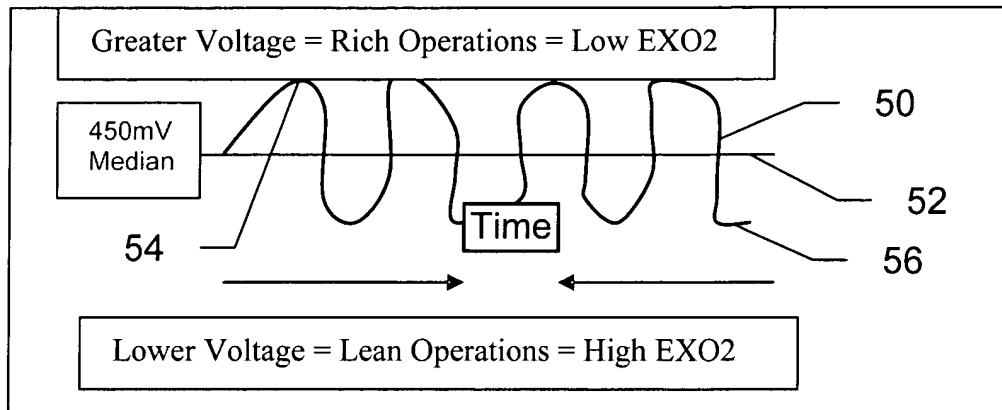 Greater Voltage = Rich Operations = Low EXO2
450mV
Median
50
52
54
Time
56
Lower Voltage = Lean Operations = High EXO2